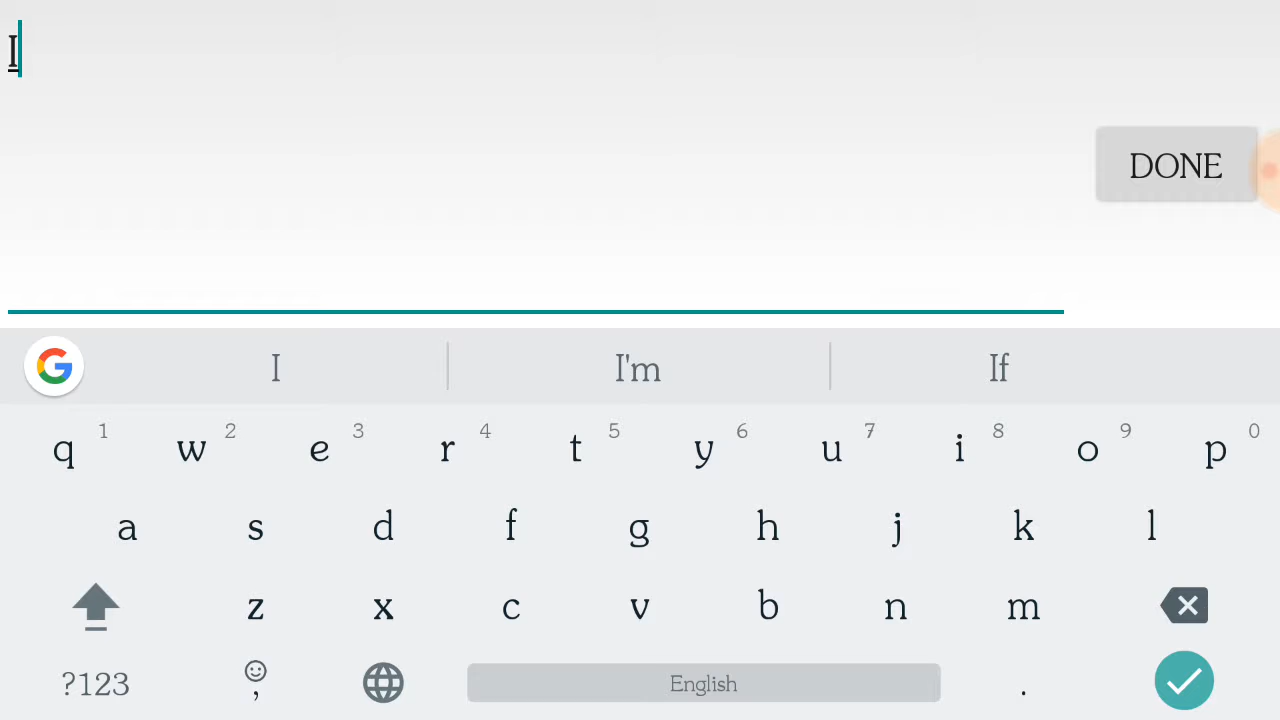 I
DONE
I I'm If
q 1 w 2 e 3 r 4 t 5 y 6 u 7 i 8 o 9 p 0
a s d f g h j k l
z x c v b n m
?123 , English .